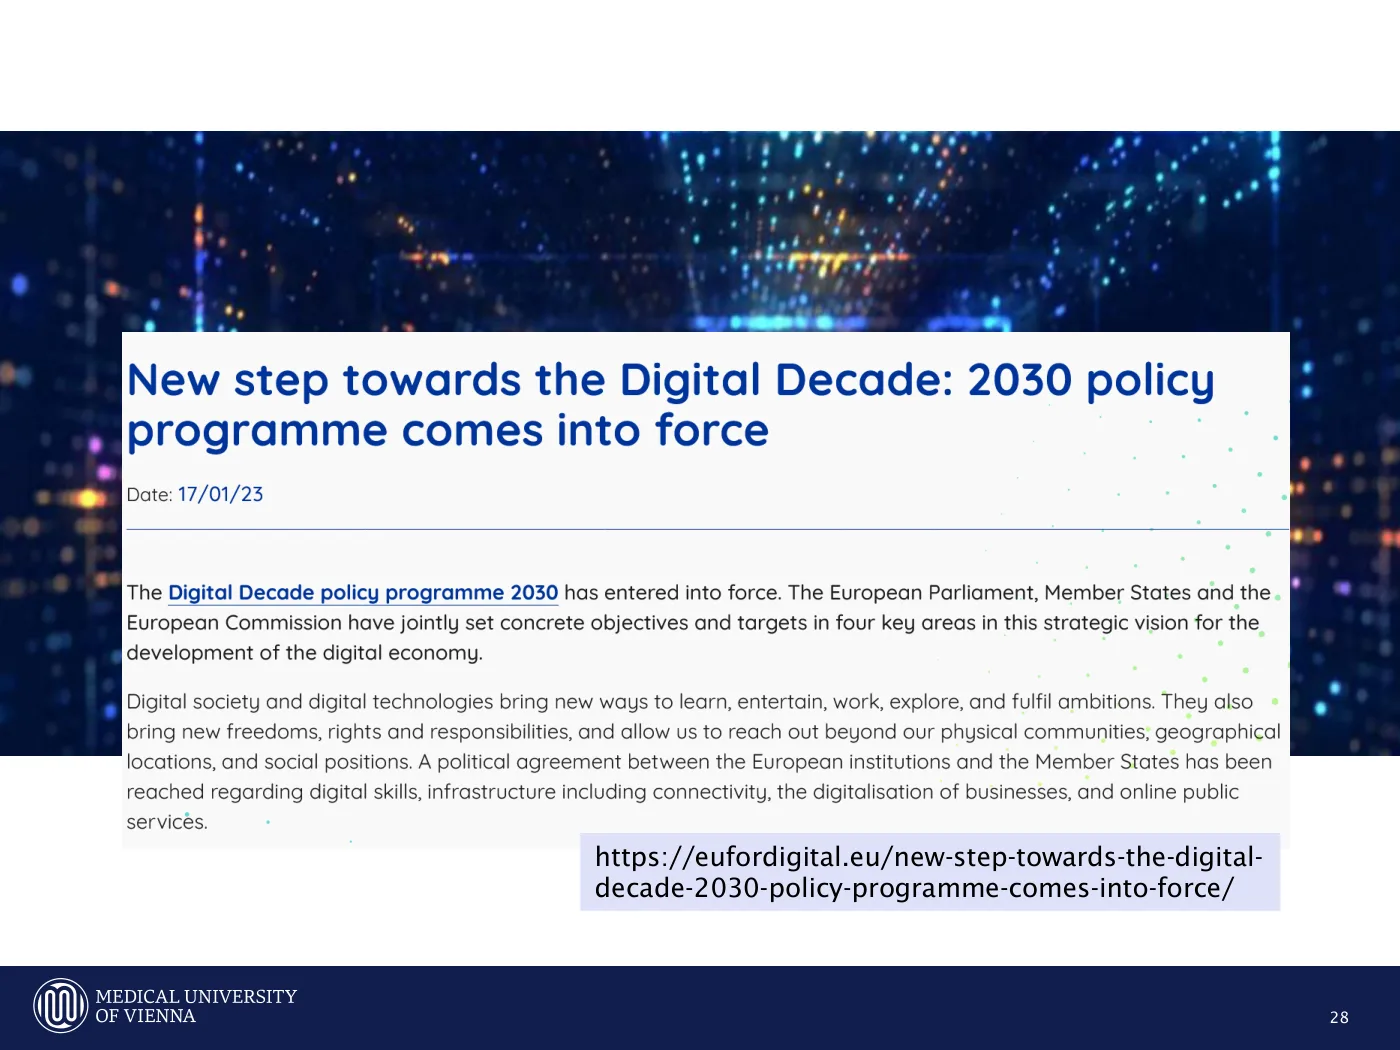 New step towards the Digital Decade: 2030 policy
programme comes into force
Date: 17/01/23
The Digital Decade policy programme 2030 has entered into force. The European Parliament, Member States and the
European Commission have jointly set concrete objectives and targets in four key areas in this strategic vision for the
development of the digital economy.
Digital society and digital technologies bring new ways to learn, entertain, work, explore, and fulfil ambitions. They also
bring new freedoms, rights and responsibilities, and allow us to reach out beyond our physical communities, geographical
locations, and social positions. A political agreement between the European institutions and the Member States has been
reached regarding digital skills, infrastructure including connectivity, the digitalisation of businesses, and online public
services.
https://eufordigital.eu/new-step-towards-the-digital-
decade-2030-policy-programme-comes-into-force/
MEDICAL UNIVERSITY
OF VIENNA
28